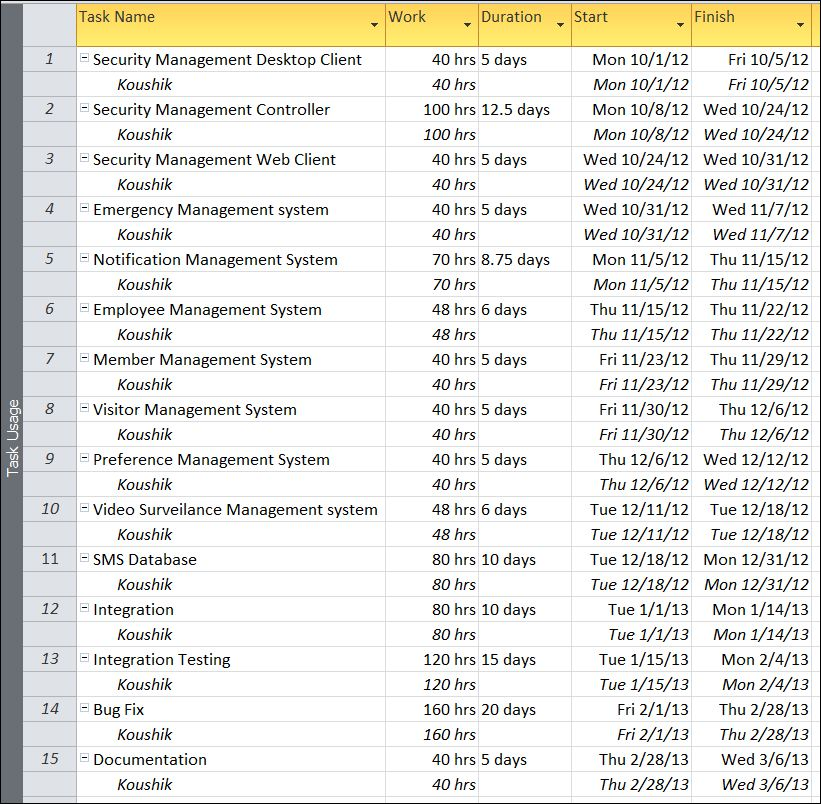 Task Name Work Duration Start Finish
1 Security Management Desktop Client 40 hrs 5 days Mon 10/1/12 Fri 10/5/12
Koushik 40 hrs Mon 10/1/12 Fri 10/5/12
2 Security Management Controller 100 hrs 12.5 days Mon 10/8/12 Wed 10/24/12
Koushik 100 hrs Mon 10/8/12 Wed 10/24/12
3 Security Management Web Client 40 hrs 5 days Wed 10/24/12 Wed 10/31/12
Koushik 40 hrs Wed 10/24/12 Wed 10/31/12
4 Emergency Management system 40 hrs 5 days Wed 10/31/12 Wed 11/7/12
Koushik 40 hrs Wed 10/31/12 Wed 11/7/12
5 Notification Management System 70 hrs 8.75 days Mon 11/5/12 Thu 11/15/12
Koushik 70 hrs Mon 11/5/12 Thu 11/15/12
6 Employee Management System 48 hrs 6 days Thu 11/15/12 Thu 11/22/12
Koushik 48 hrs Thu 11/15/12 Thu 11/22/12
7 Member Management System 40 hrs 5 days Fri 11/23/12 Thu 11/29/12
Koushik 40 hrs Fri 11/23/12 Thu 11/29/12
8 Visitor Management System 40 hrs 5 days Fri 11/30/12 Thu 12/6/12
Koushik 40 hrs Fri 11/30/12 Thu 12/6/12
9 Preference Management System 40 hrs 5 days Thu 12/6/12 Wed 12/12/12
Koushik 40 hrs Thu 12/6/12 Wed 12/12/12
10 Video Surveilance Management system 48 hrs 6 days Tue 12/11/12 Tue 12/18/12
Koushik 48 hrs Tue 12/11/12 Tue 12/18/12
11 SMS Database 80 hrs 10 days Tue 12/18/12 Mon 12/31/12
Koushik 80 hrs Tue 12/18/12 Mon 12/31/12
12 Integration 80 hrs 10 days Tue 1/1/13 Mon 1/14/13
Koushik 80 hrs Tue 1/1/13 Mon 1/14/13
13 Integration Testing 120 hrs 15 days Tue 1/15/13 Mon 2/4/13
Koushik 120 hrs Tue 1/15/13 Mon 2/4/13
14 Bug Fix 160 hrs 20 days Fri 2/1/13 Thu 2/28/13
Koushik 160 hrs Fri 2/1/13 Thu 2/28/13
15 Documentation 40 hrs 5 days Thu 2/28/13 Wed 3/6/13
Koushik 40 hrs Thu 2/28/13 Wed 3/6/13
Task Usage